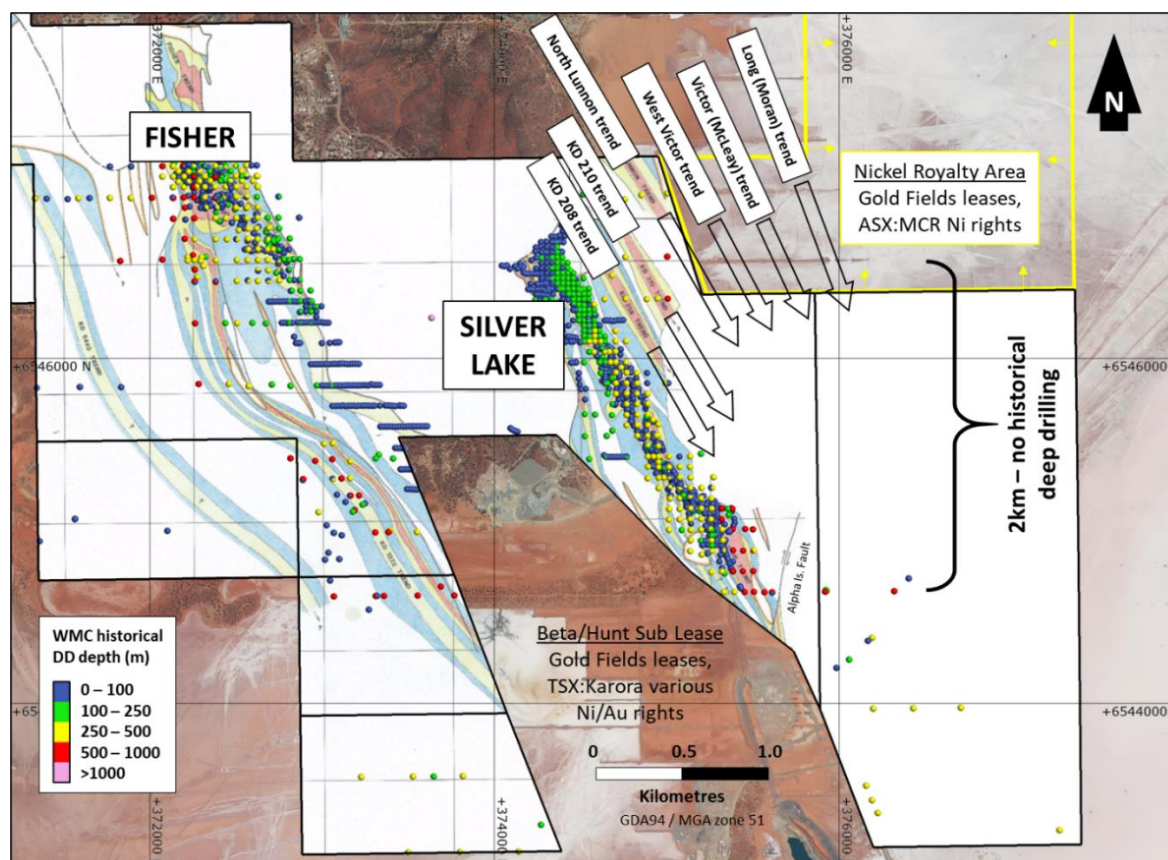 +372000 E
+374000 E
+376000 E
North Lunnon trend
KD 210 trend
KD 208 trend
West Victor trend
Victor (McLeay) trend
Long (Moran) trend
N
FISHER
Nickel Royalty Area
Gold Fields leases,
ASX:MCR Ni rights
SILVER
LAKE
+6546000 N
+6546000
2km – no historical
deep drilling
Alpha Is. Fault
Beta/Hunt Sub Lease
Gold Fields leases,
TSX:Karora various
Ni/Au rights
WMC historical
DD depth (m)
0 – 100
100 – 250
250 – 500
500 – 1000
>1000
+6544000
0 0.5 1.0
Kilometres
GDA94 / MGA zone 51
+372000
+374000
+376000